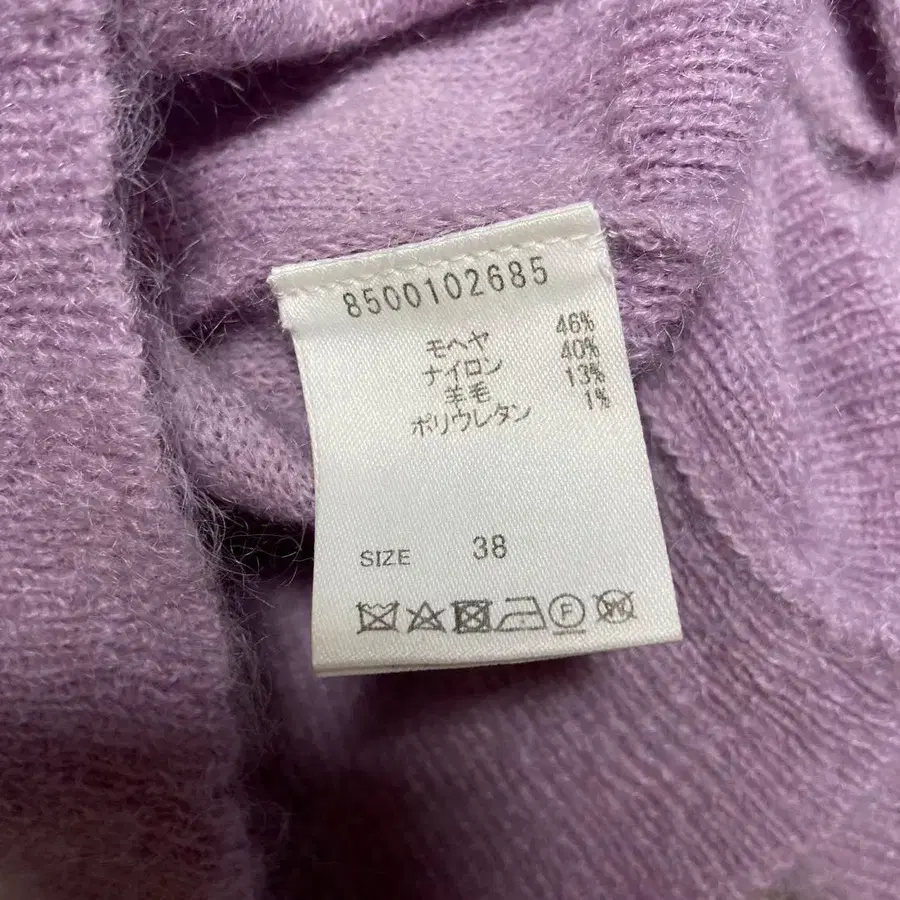 8500102685
モヘヤ 46%
ナイロン 40%
羊毛 13%
ポリウレタン 1%
SIZE 38
F W